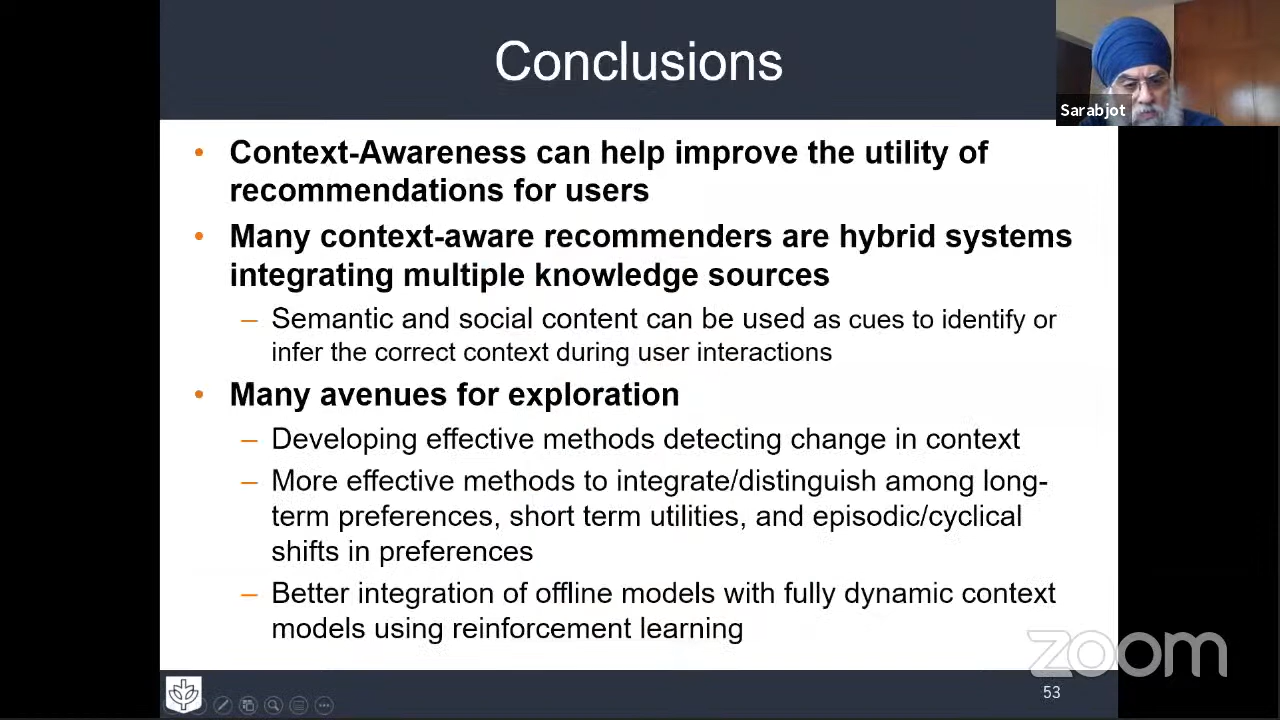 Conclusions
Sarabjot
• Context-Awareness can help improve the utility of
recommendations for users
• Many context-aware recommenders are hybrid systems
integrating multiple knowledge sources
– Semantic and social content can be used as cues to identify or
infer the correct context during user interactions
• Many avenues for exploration
– Developing effective methods detecting change in context
– More effective methods to integrate/distinguish among long-
term preferences, short term utilities, and episodic/cyclical
shifts in preferences
– Better integration of offline models with fully dynamic context
models using reinforcement learning
zoom
53